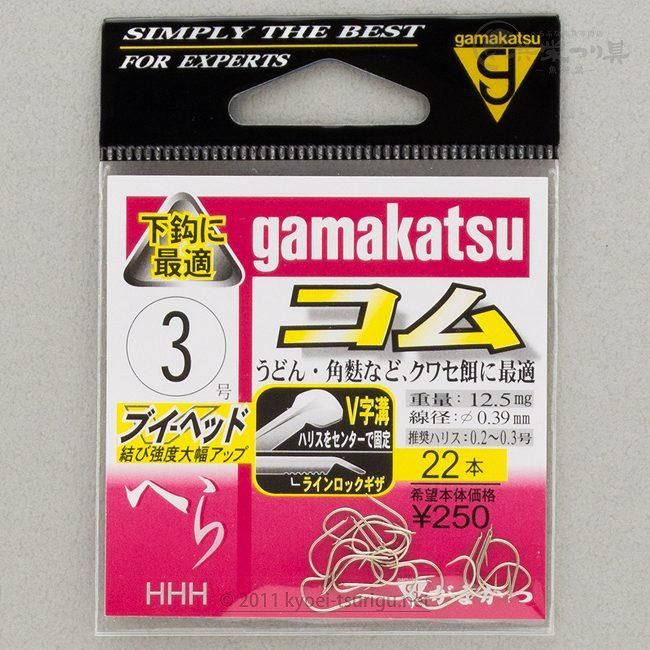 SIMPLY THE BEST
FOR EXPERTS
gamakatsu
g
下鈎に
最適
gamakatsu
コム
3
号
うどん・角麩など、クワセ餌に最適
重量：12.5mg
線径：φ0.39mm
推奨ハリス：0.2〜0.3号
ブイ・ヘッド
結び強度大幅アップ
V字溝
ハリスをセンターで固定
ラインロックギザ
22本
希望本体価格
¥250
へら
HHH
がまかつ
© 2011 kyoei-tsurigu.net